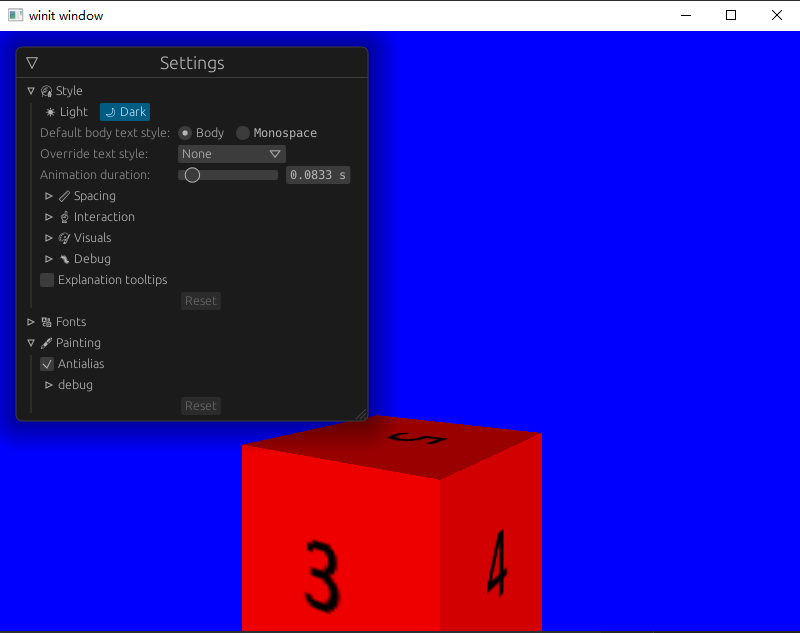 winit window
Settings
Style
Light Dark
Default body text style: Body Monospace
Override text style: None
Animation duration: 0.0833 s
Spacing
Interaction
Visuals
Debug
Explanation tooltips
Reset
Fonts
Painting
Antialias
debug
Reset
5
3
4